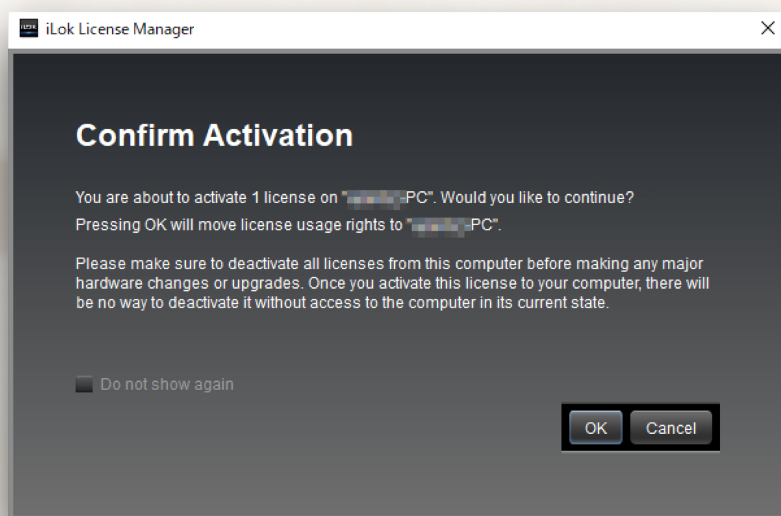 iLok License Manager
Confirm Activation
You are about to activate 1 license on "-PC". Would you like to continue?
Pressing OK will move license usage rights to "-PC".
Please make sure to deactivate all licenses from this computer before making any major
hardware changes or upgrades. Once you activate this license to your computer, there will
be no way to deactivate it without access to the computer in its current state.
Do not show again
OK Cancel